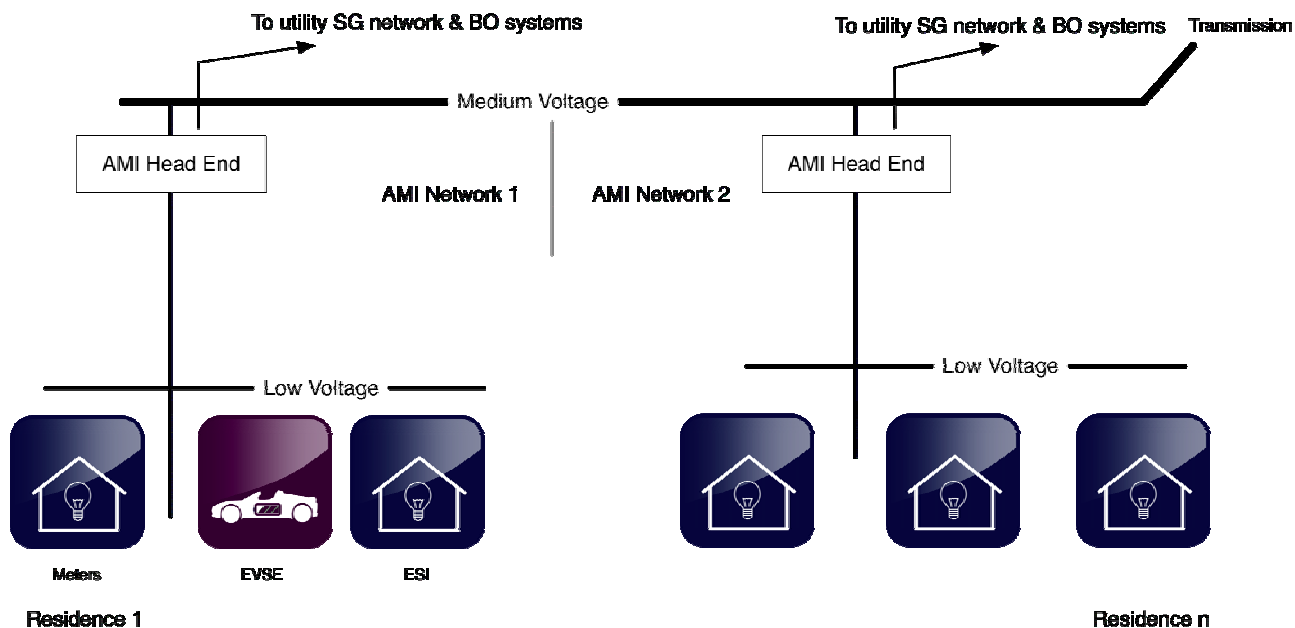 To utility SG network & BO systems
To utility SG network & BO systems
Transmission
Medium Voltage
AMI Head End
AMI Head End
AMI Network 1
AMI Network 2
Low Voltage
Low Voltage
Meters
EVSE
ESI
Residence 1
Residence n